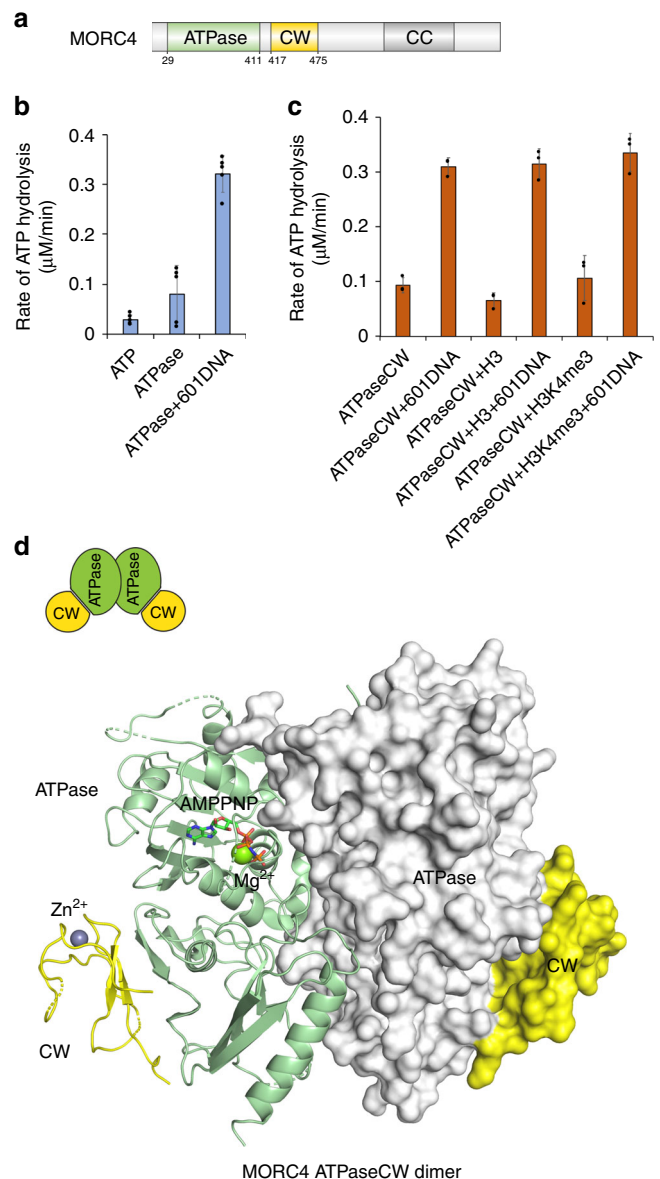 a
MORC4
ATPase
CW
CC
29
411
417
475
b
Rate of ATP hydrolysis
(μM/min)
0.4
0.3
0.2
0.1
0
ATP
ATPase
ATPase+601DNA
c
Rate of ATP hydrolysis
(μM/min)
0.4
0.3
0.2
0.1
0
ATPaseCW
ATPaseCW+601DNA
ATPaseCW+H3
ATPaseCW+H3+601DNA
ATPaseCW+H3K4me3
ATPaseCW+H3K4me3+601DNA
d
ATPase
ATPase
CW
CW
ATPase
AMPPNP
Mg2+
ATPase
Zn2+
CW
CW
MORC4 ATPaseCW dimer